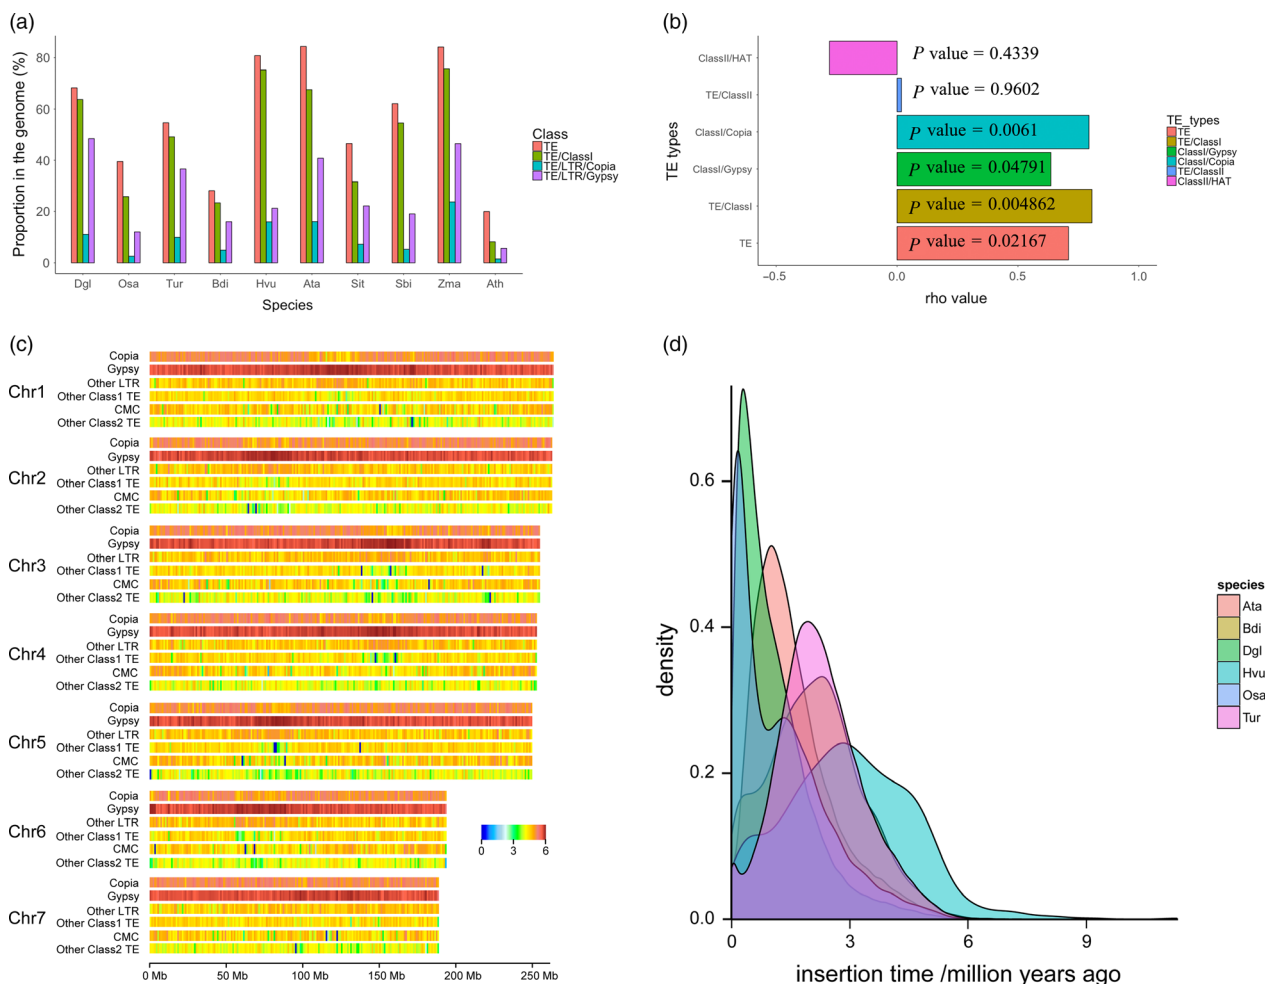 (a)
Proportion in the genome (%)
80
60
40
20
0
Dgl Osa Tur Bdi Hvu Ata Sit Sbi Zma Ath
Species
Class
TE
TE/ClassI
TE/LTR/Copia
TE/LTR/Gypsy
(b)
TE types
ClassII/HAT
P value = 0.4339
TE/ClassII
P value = 0.9602
ClassI/Copia
P value = 0.0061
ClassI/Gypsy
P value = 0.04791
TE/ClassI
P value = 0.004862
TE
P value = 0.02167
−0.5 0.0 0.5 1.0
rho value
TE_types
TE
TE/ClassI
ClassI/Gypsy
ClassI/Copia
TE/ClassII
ClassII/HAT
(c)
Chr1
Copia
Gypsy
Other LTR
Other Class1 TE
CMC
Other Class2 TE
Chr2
Copia
Gypsy
Other LTR
Other Class1 TE
CMC
Other Class2 TE
Chr3
Copia
Gypsy
Other LTR
Other Class1 TE
CMC
Other Class2 TE
Chr4
Copia
Gypsy
Other LTR
Other Class1 TE
CMC
Other Class2 TE
Chr5
Copia
Gypsy
Other LTR
Other Class1 TE
CMC
Other Class2 TE
Chr6
Copia
Gypsy
Other LTR
Other Class1 TE
CMC
Other Class2 TE
0 3 6
Chr7
Copia
Gypsy
Other LTR
Other Class1 TE
CMC
Other Class2 TE
0 Mb 50 Mb 100 Mb 150 Mb 200 Mb 250 Mb
(d)
density
0.6
0.4
0.2
0.0
0 3 6 9
insertion time /million years ago
species
Ata
Bdi
Dgl
Hvu
Osa
Tur